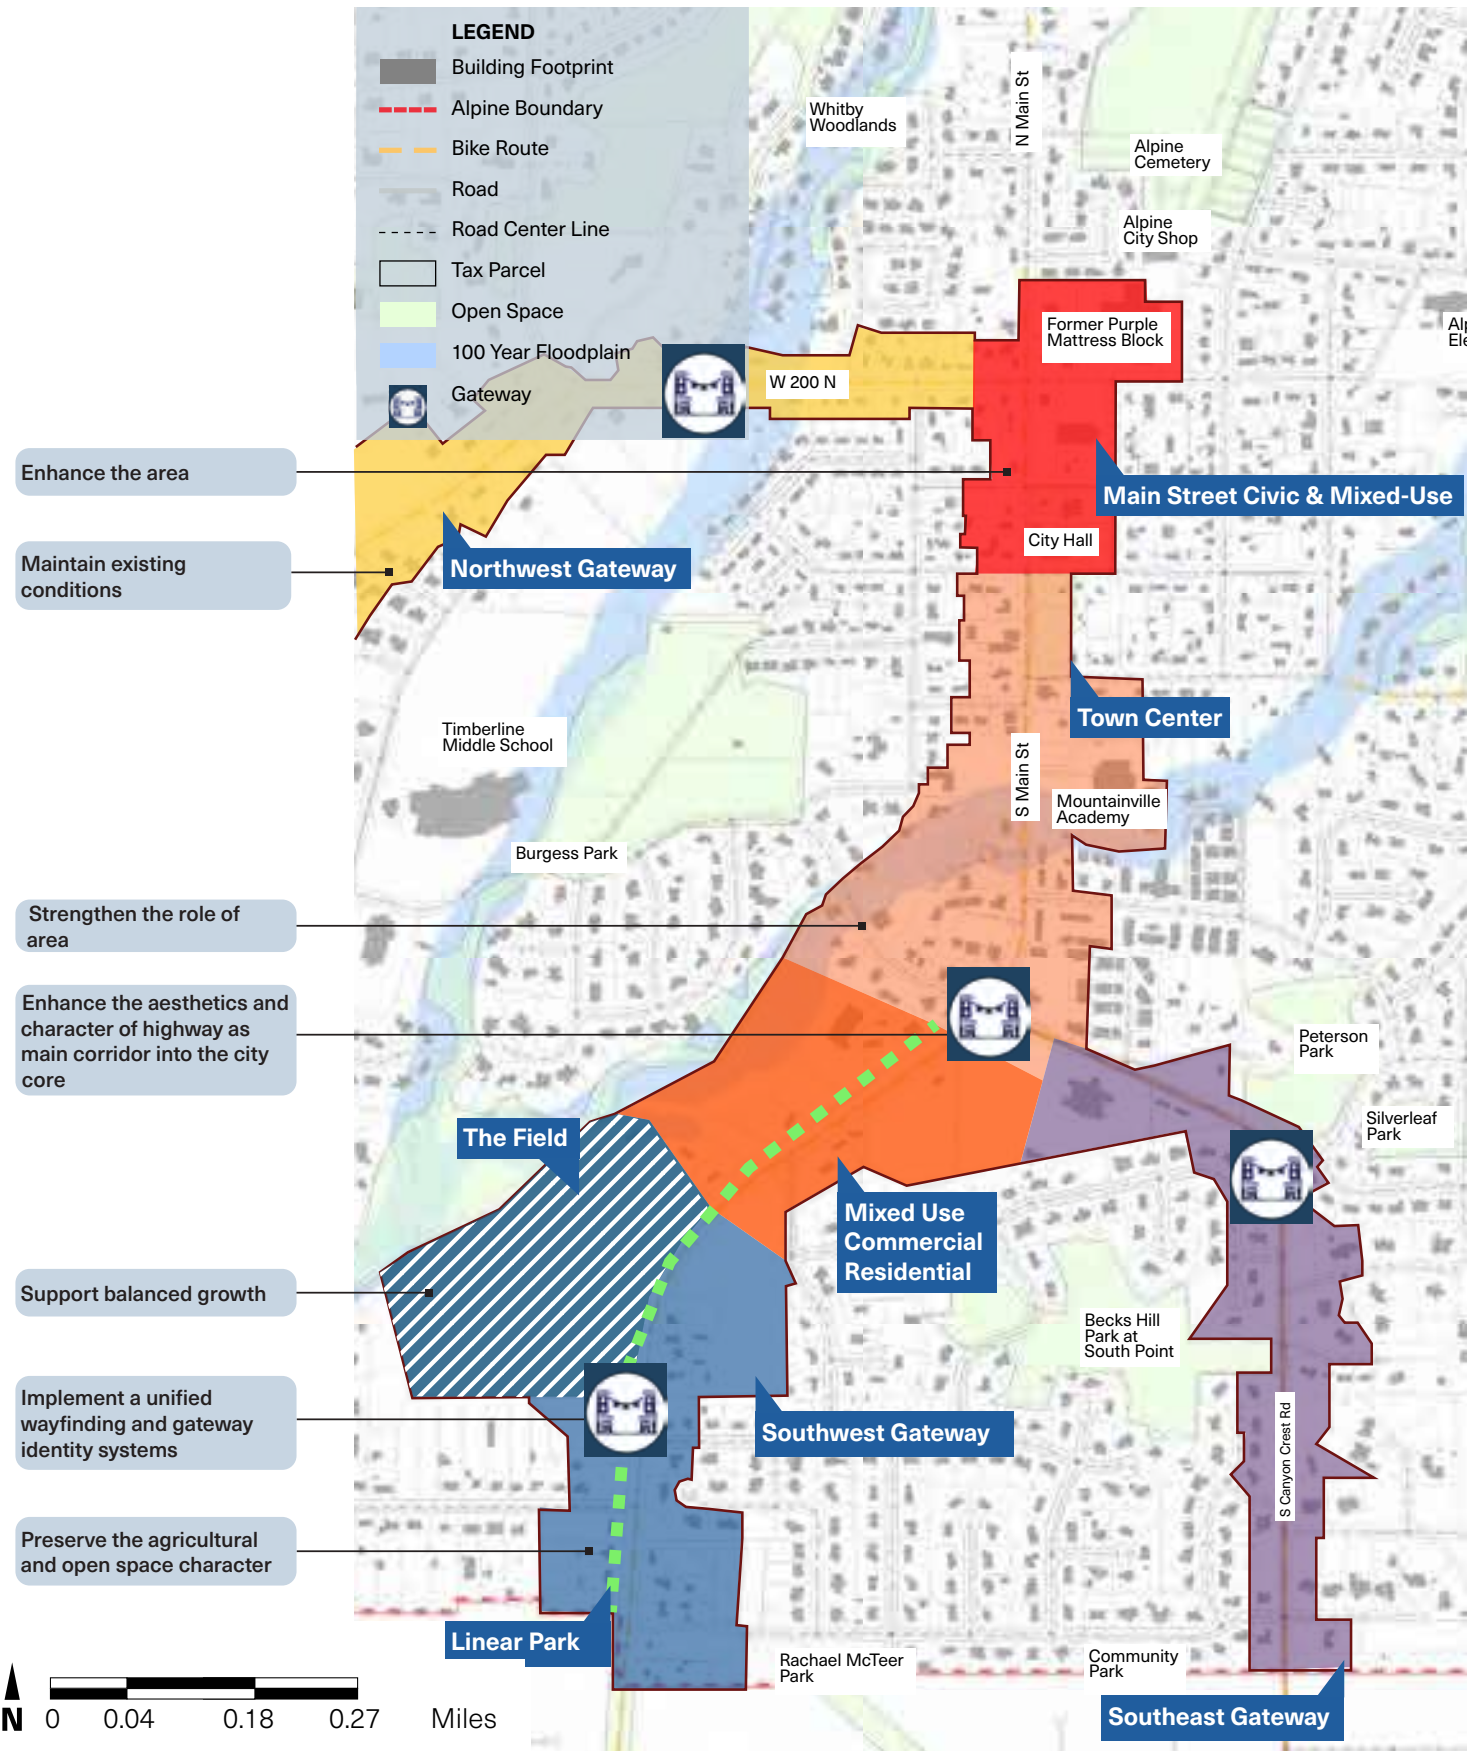 LEGEND
Building Footprint
Alpine Boundary
Bike Route
Road
Road Center Line
Tax Parcel
Open Space
100 Year Floodplain
Gateway
Whitby
Woodlands
N Main St
Alpine
Cemetery
Alpine
City Shop
Former Purple
Mattress Block
Alp
Ele
W 200 N
Enhance the area
Main Street Civic & Mixed-Use
City Hall
Maintain existing
conditions
Northwest Gateway
Timberline
Middle School
Town Center
S Main St
Mountainville
Academy
Burgess Park
Strengthen the role of
area
Enhance the aesthetics and
character of highway as
main corridor into the city
core
Peterson
Park
Silverleaf
Park
The Field
Mixed Use
Commercial
Residential
Support balanced growth
Becks Hill
Park at
South Point
Implement a unified
wayfinding and gateway
identity systems
Southwest Gateway
S Canyon Crest Rd
Preserve the agricultural
and open space character
Linear Park
Rachael McTeer
Park
Community
Park
Southeast Gateway
N
0 0.04 0.18 0.27 Miles